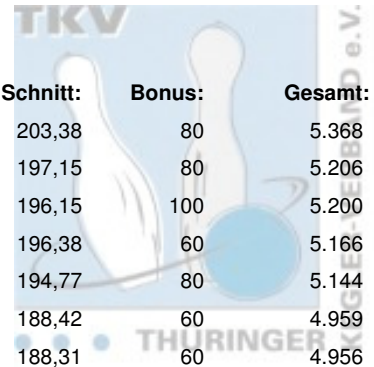 TKV
Schnitt: Bonus: Gesamt:
203,38 80 5.368
197,15 80 5.206
196,15 100 5.200
196,38 60 5.166
194,77 80 5.144
188,42 60 4.959
188,31 60 4.956
THÜRINGER KEGLER-VERBAND e.V.